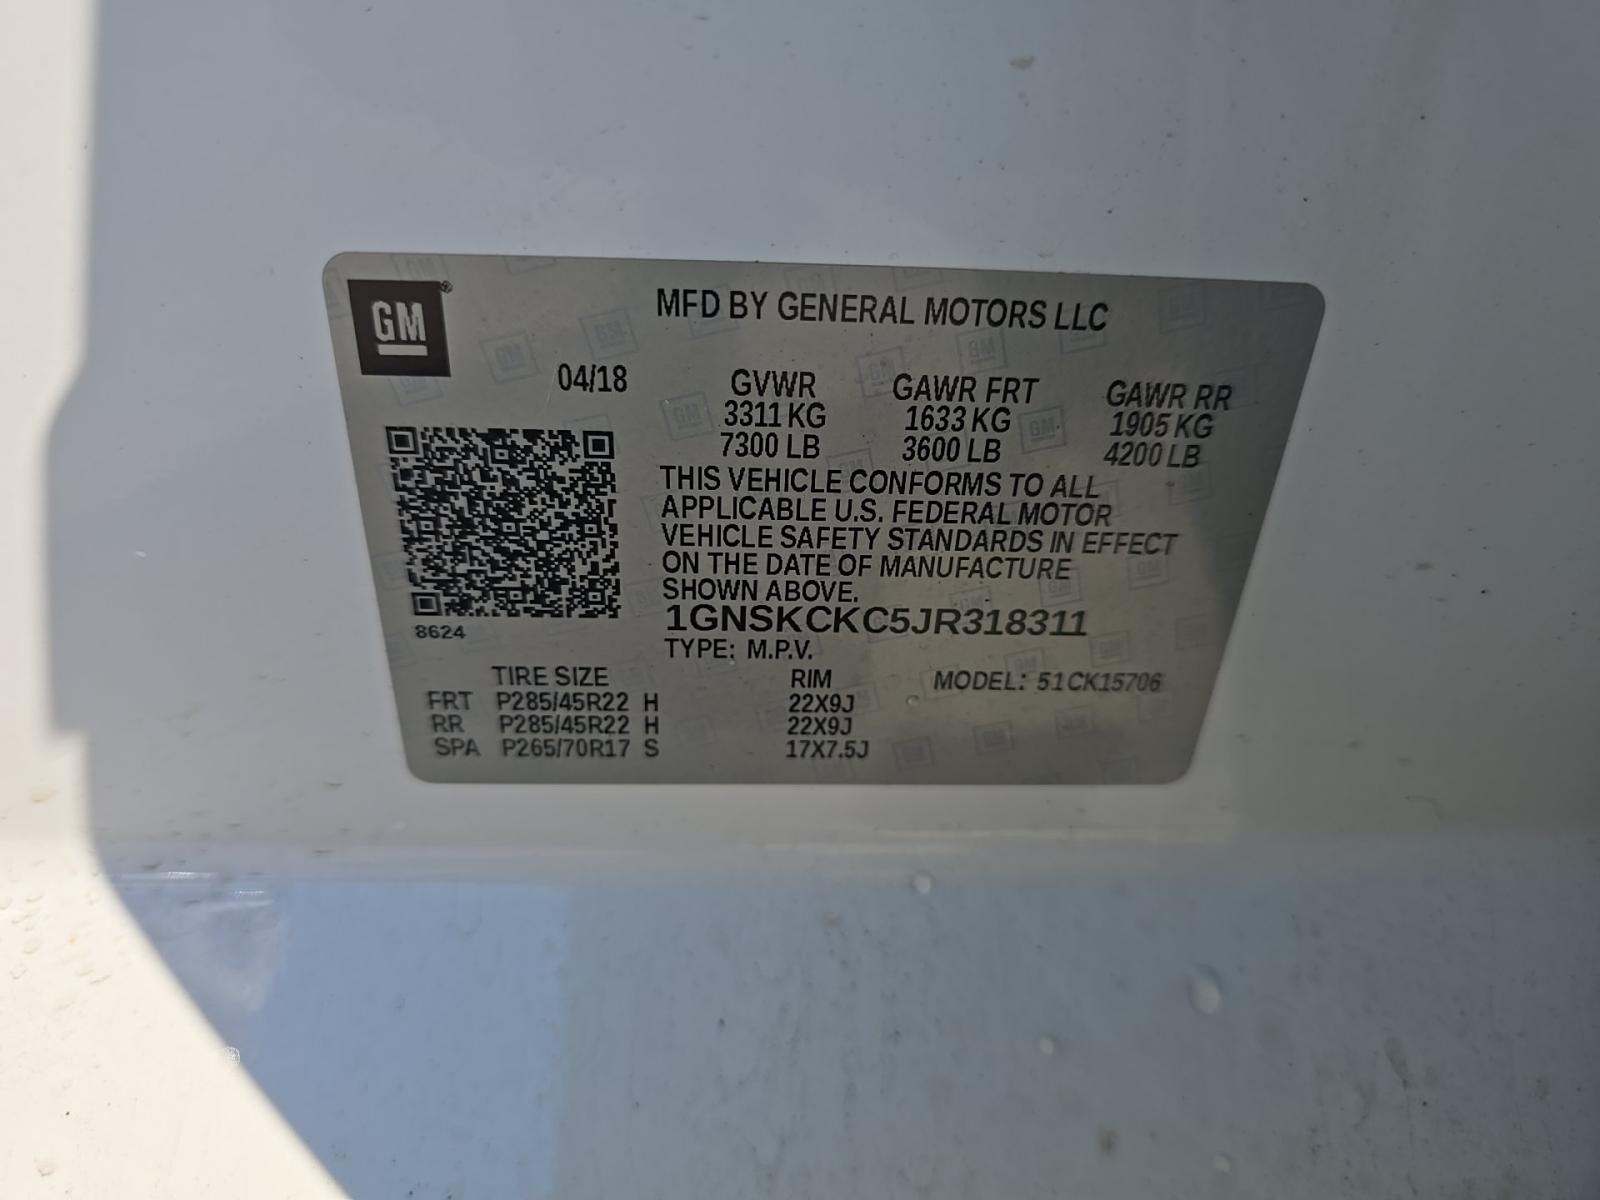 GM®
MFD BY GENERAL MOTORS LLC
04/18 GVWR GAWR FRT GAWR RR
3311 KG 1633 KG 1905 KG
7300 LB 3600 LB 4200 LB
THIS VEHICLE CONFORMS TO ALL
APPLICABLE U.S. FEDERAL MOTOR
VEHICLE SAFETY STANDARDS IN EFFECT
ON THE DATE OF MANUFACTURE
SHOWN ABOVE.
1GNSKCKC5JR318311
8624
TYPE: M.P.V.
TIRE SIZE RIM MODEL: 51CK15706
FRT P285/45R22 H 22X9J
RR P285/45R22 H 22X9J
SPA P265/70R17 S 17X7.5J